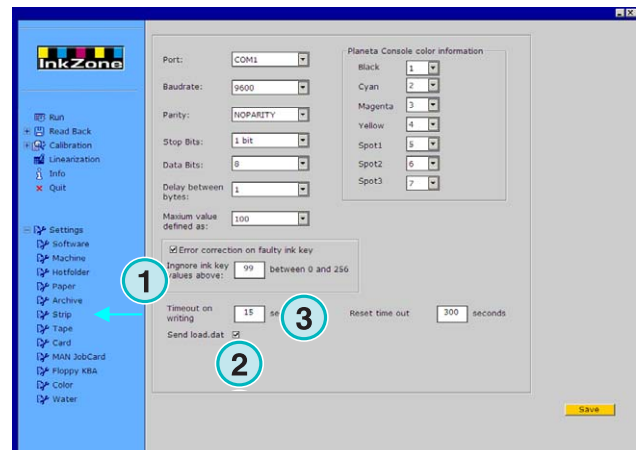 InkZone
Run
Read Back
Calibration
Linearization
Info
Quit
Settings
Software
Machine
Hotfolder
Paper
Archive
Strip
Tape
Card
MAN JobCard
Floppy KBA
Color
Water
1
Port: COM1
Baudrate: 9600
Parity: NOPARITY
Stop Bits: 1 bit
Data Bits: 8
Delay between
bytes: 1
Maxium value
defined as: 100
Planeta Console color information
Black 1
Cyan 2
Magenta 3
Yellow 4
Spot1 5
Spot2 6
Spot3 7
Error correction on faulty ink key
Ingnore ink key
values above: 99 between 0 and 256
Timeout on
writing 15 se
3
Reset time out 300 seconds
Send load.dat
2
Save